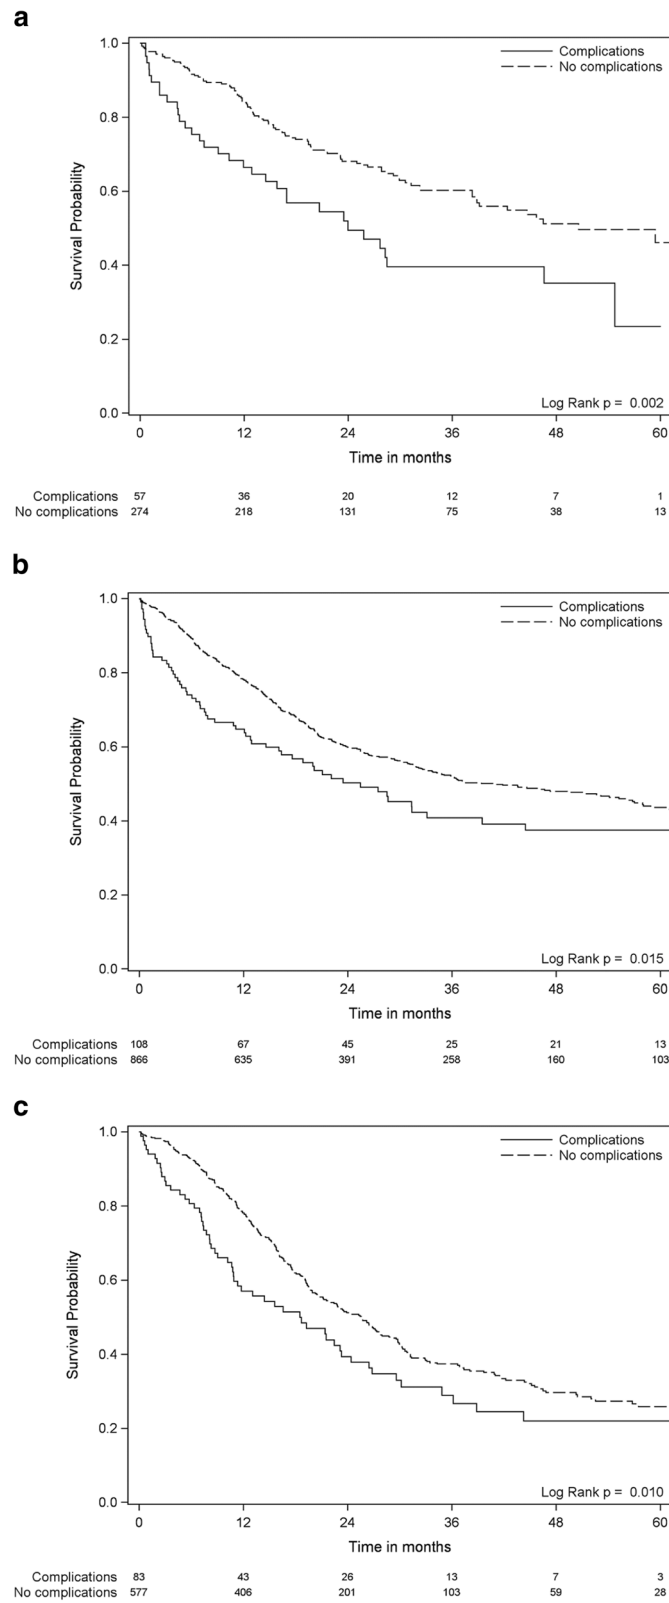 a
Complications
No complications
1.0
0.8
0.6
0.4
0.2
0.0
Survival Probability
Log Rank p = 0.002
0 12 24 36 48 60
Time in months
Complications 57 36 20 12 7 1
No complications 274 218 131 75 38 13
b
Complications
No complications
1.0
0.8
0.6
0.4
0.2
0.0
Survival Probability
Log Rank p = 0.015
0 12 24 36 48 60
Time in months
Complications 108 67 45 25 21 13
No complications 866 635 391 258 160 103
c
Complications
No complications
1.0
0.8
0.6
0.4
0.2
0.0
Survival Probability
Log Rank p = 0.010
0 12 24 36 48 60
Time in months
Complications 83 43 26 13 7 3
No complications 577 406 201 103 59 28